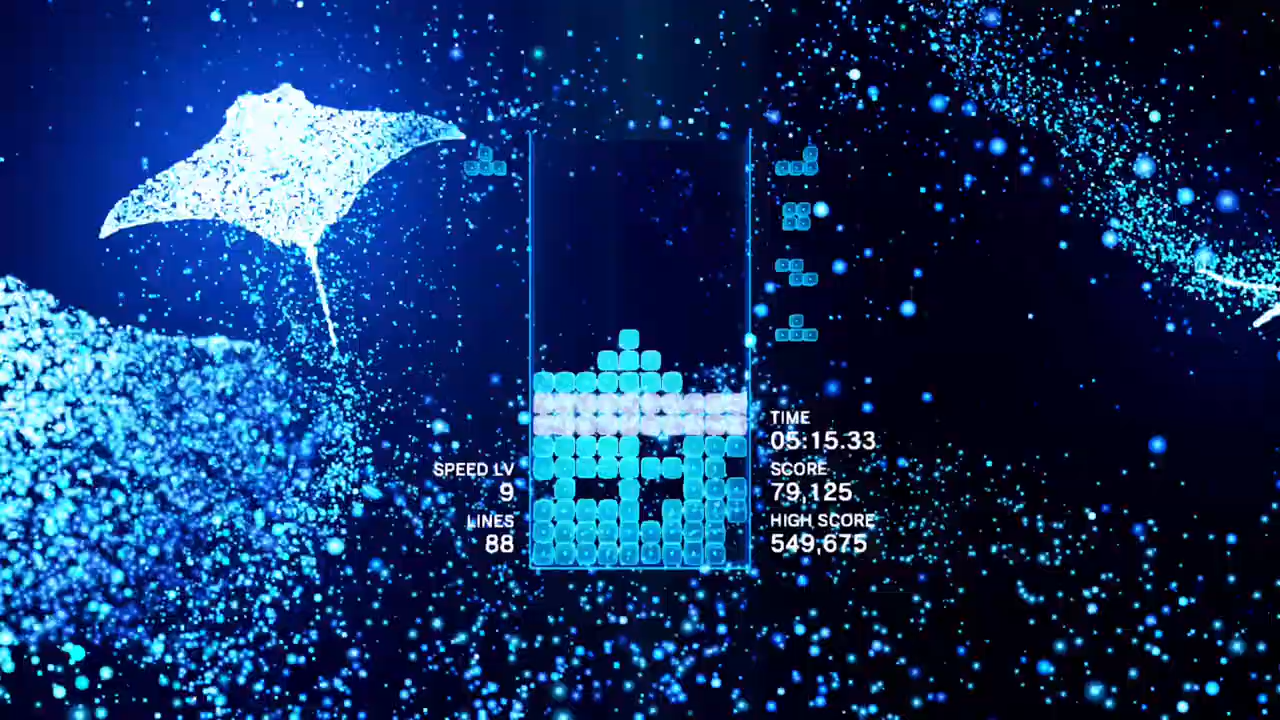 SPEED LV
9
LINES
88
TIME
05:15.33
SCORE
79,125
HIGH SCORE
549,675